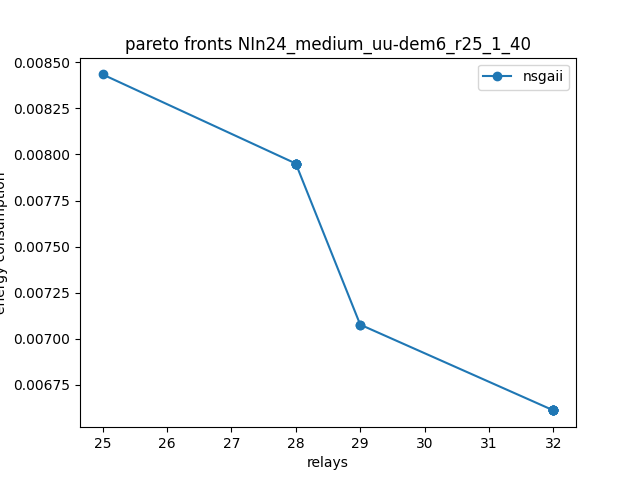 pareto fronts NIn24_medium_uu-dem6_r25_1_40
nsgaii
0.00850
0.00825
0.00800
0.00775
0.00750
0.00725
0.00700
0.00675
energy consumption
25 26 27 28 29 30 31 32
relays